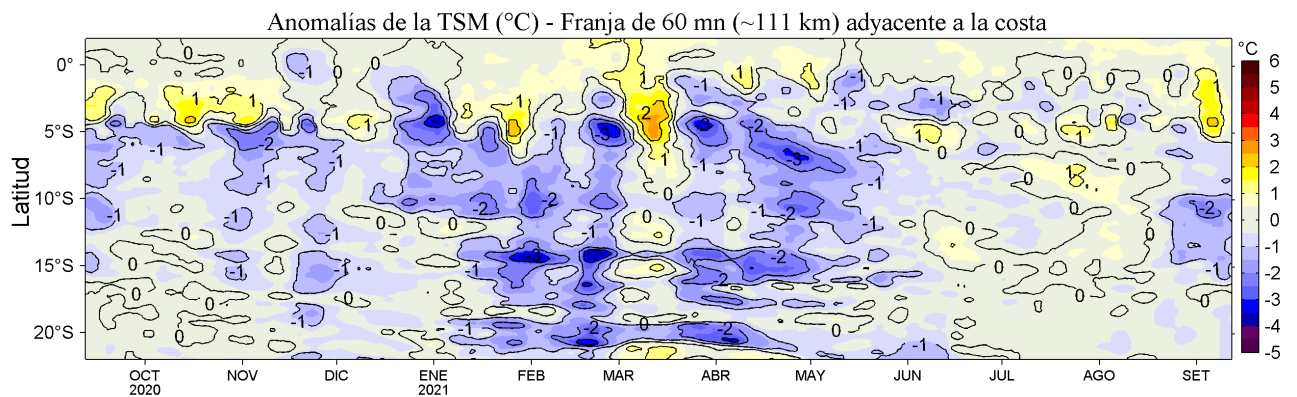 Anomalías de la TSM (°C) - Franja de 60 mn (~111 km) adyacente a la costa
°C
6
5
4
3
2
1
0
-1
-2
-3
-4
-5
Latitud
0°
5°S
10°S
15°S
20°S
OCT NOV DIC ENE FEB MAR ABR MAY JUN JUL AGO SET
2020 2021